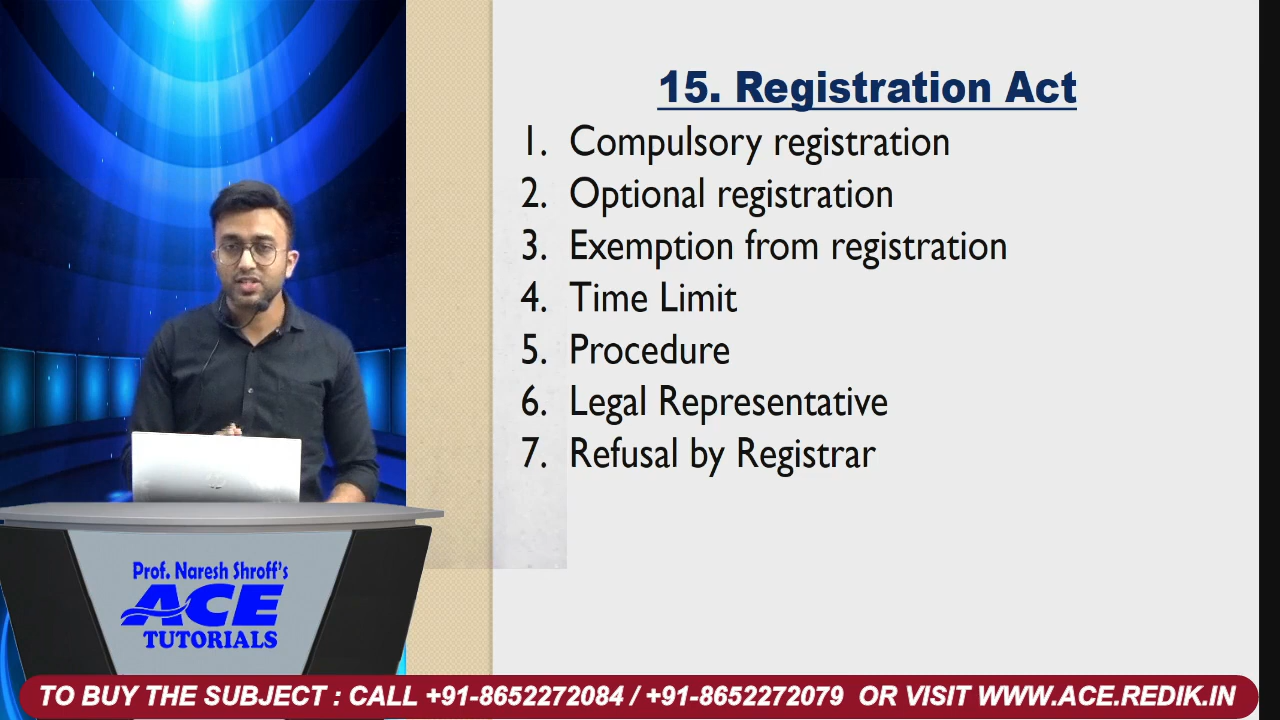 15. Registration Act
1. Compulsory registration
2. Optional registration
3. Exemption from registration
4. Time Limit
5. Procedure
6. Legal Representative
7. Refusal by Registrar
Prof. Naresh Shroff's
ACE
TUTORIALS
TO BUY THE SUBJECT : CALL +91-8652272084 / +91-8652272079 OR VISIT WWW.ACE.REDIK.IN